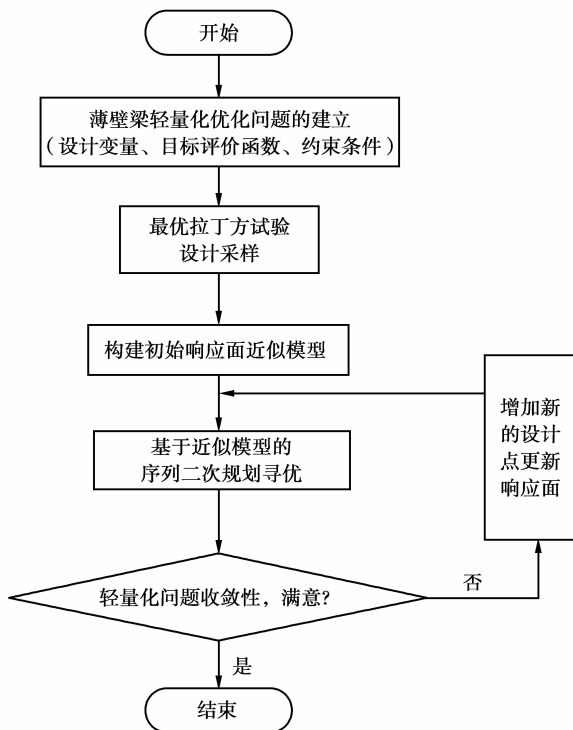 开始
薄壁梁轻量化优化问题的建立
（设计变量、目标评价函数、约束条件）
最优拉丁方试验
设计采样
构建初始响应面近似模型
增加新
的设计
点更新
响应面
基于近似模型的
序列二次规划寻优
轻量化问题收敛性，满意？
否
是
结束